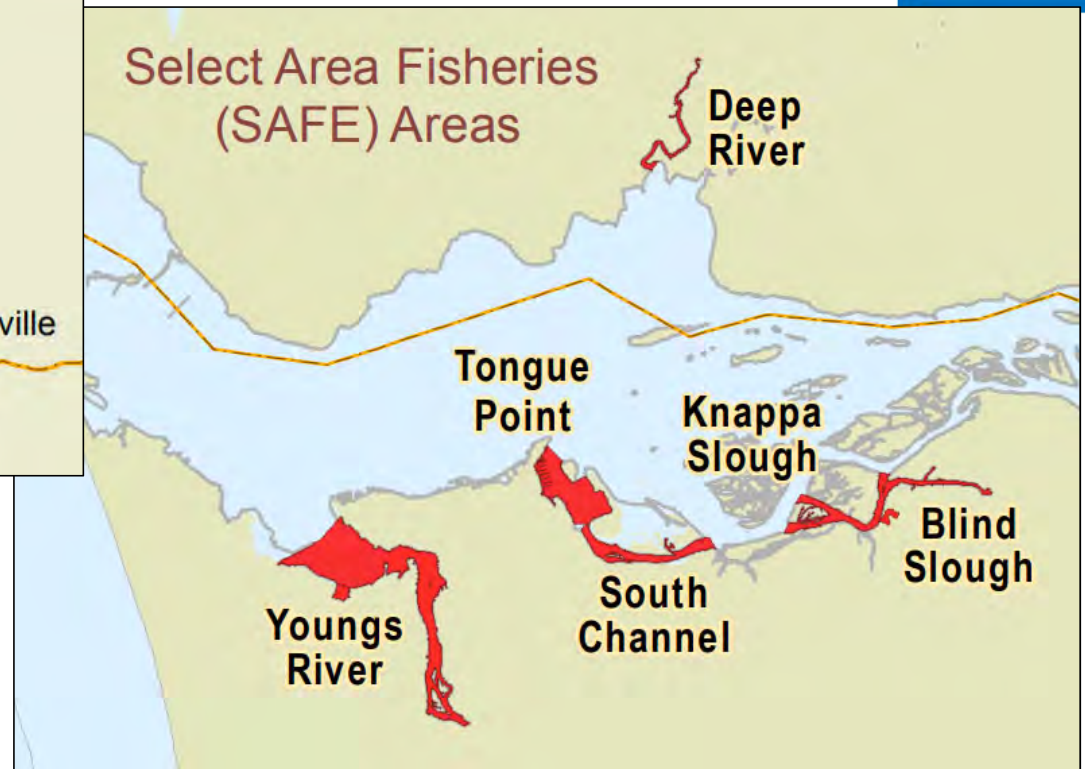 Select Area Fisheries
(SAFE) Areas
Deep
River
ville
Tongue
Point
Knappa
Slough
Blind
Slough
South
Channel
Youngs
River